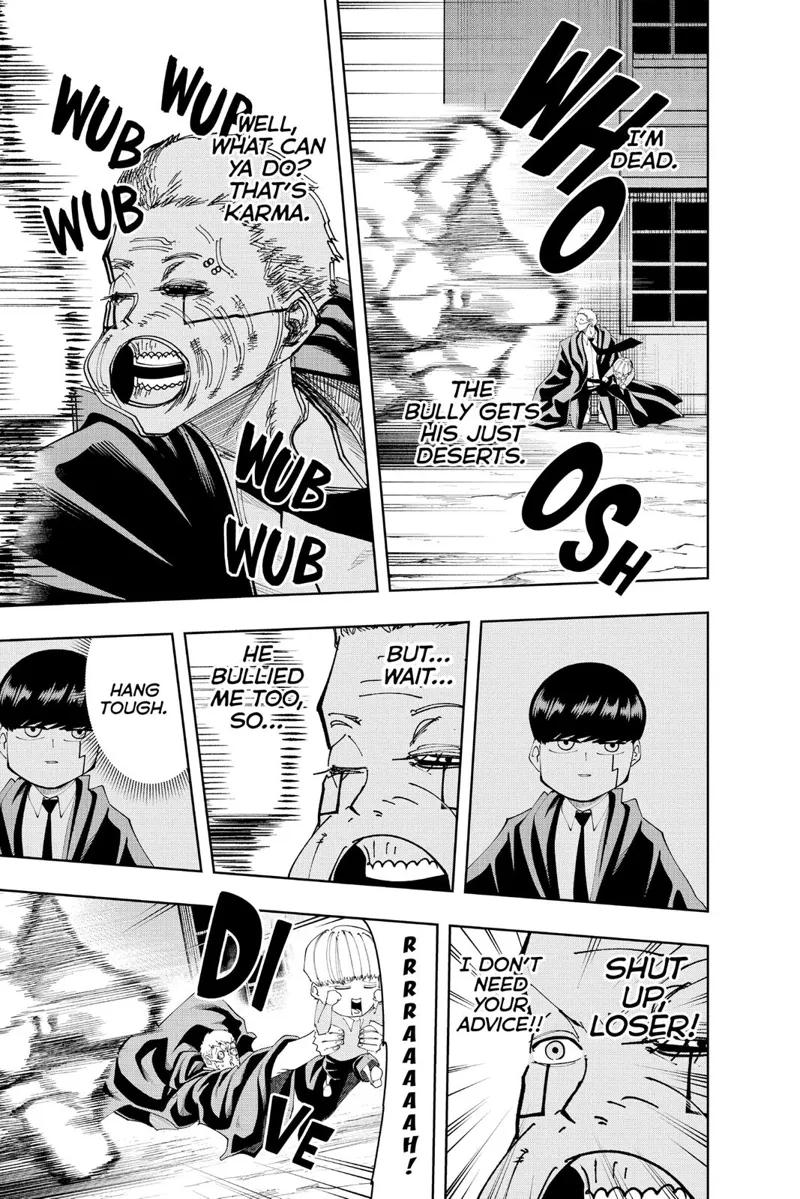 WHO
I'M
DEAD.
THE
BULLY GETS
HIS JUST
DESERTS.
OSH
WUB
WUB
WUB
WELL,
WHAT CAN
YA DO?
THAT'S
KARMA.
WUB
WUB
BUT...
WAIT...
HE
BULLIED
ME TOO,
SO...
HANG
TOUGH.
SHUT
UP,
LOSER!
I DON'T
NEED
YOUR
ADVICE!!
RRRRRAAAAAAH!
DI
VE